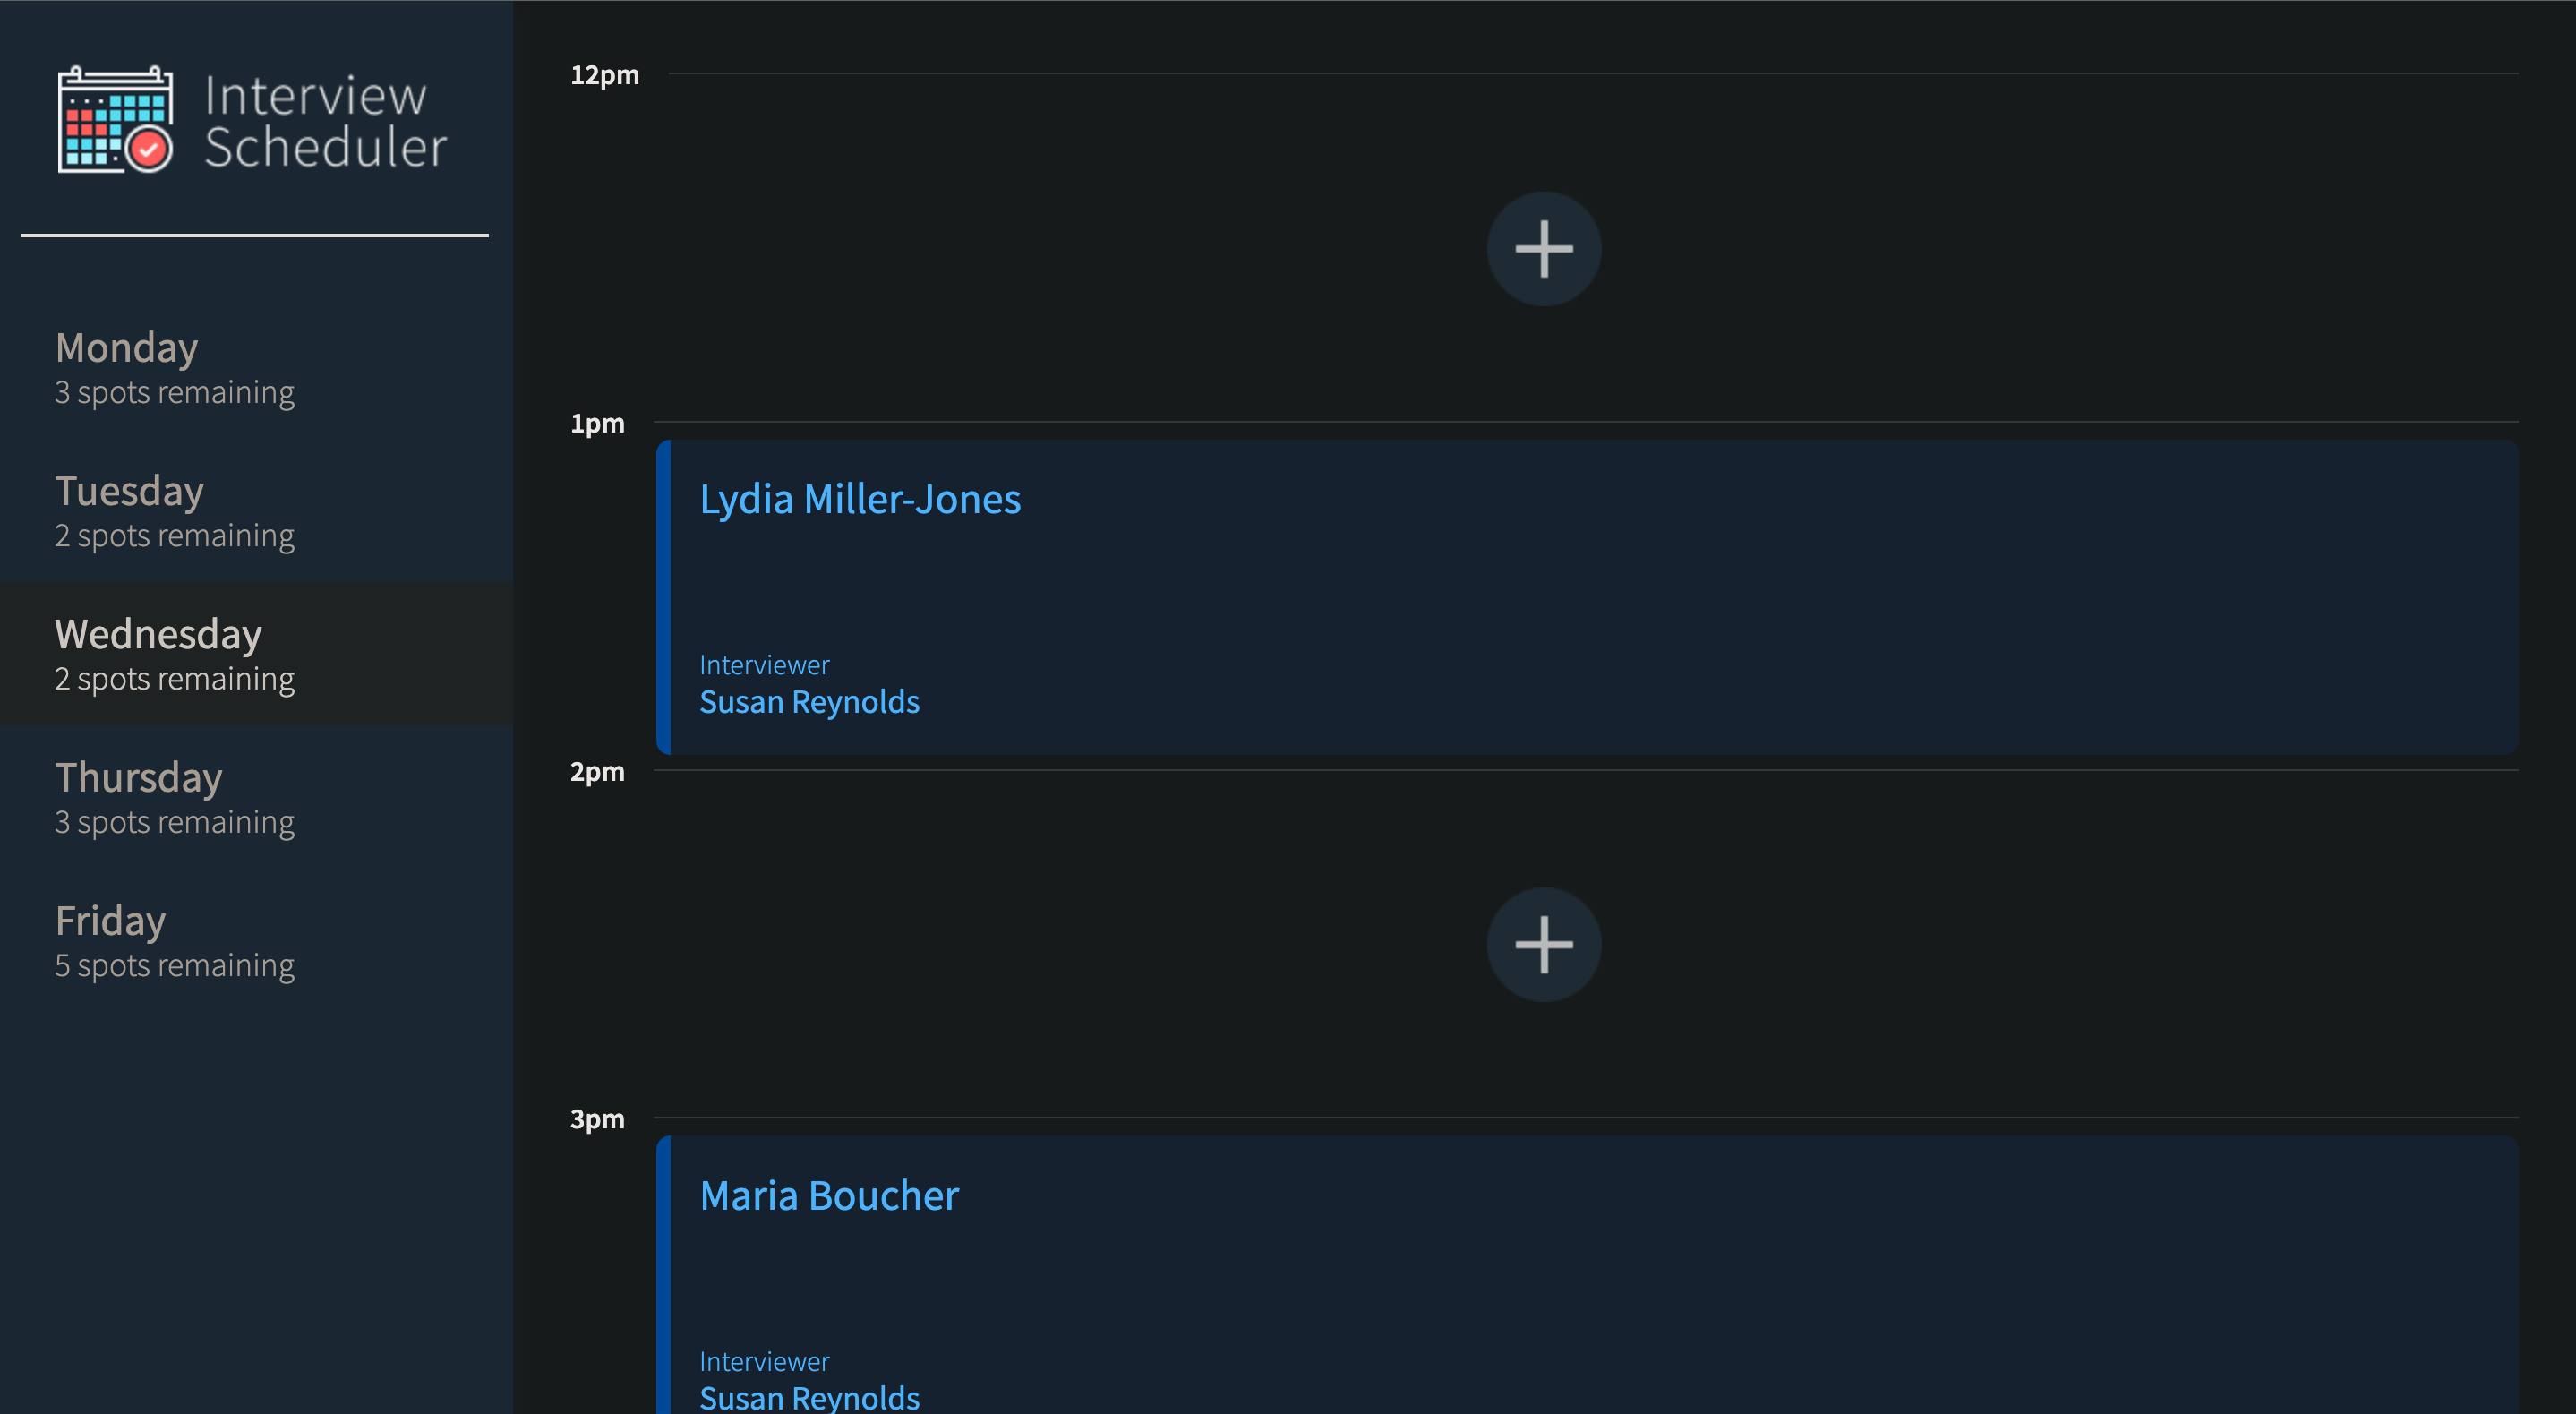 Interview
Scheduler
Monday
3 spots remaining
Tuesday
2 spots remaining
Wednesday
2 spots remaining
Thursday
3 spots remaining
Friday
5 spots remaining
12pm
1pm
Lydia Miller-Jones
Interviewer
Susan Reynolds
2pm
3pm
Maria Boucher
Interviewer
Susan Reynolds